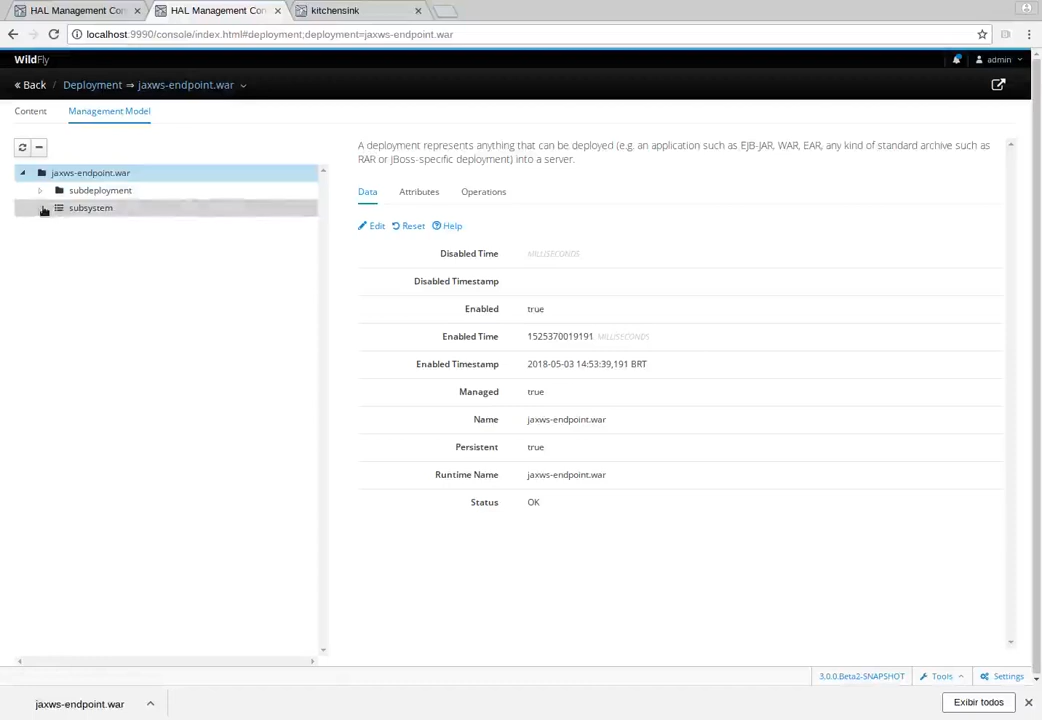 HAL Management Con
HAL Management Con
kitchensink
localhost:9990/console/index.html#deployment;deployment=jaxws-endpoint.war
WildFly
admin
« Back / Deployment ⇒ jaxws-endpoint.war
Content
Management Model
jaxws-endpoint.war
subdeployment
subsystem
A deployment represents anything that can be deployed (e.g. an application such as EJB-JAR, WAR, EAR, any kind of standard archive such as
RAR or JBoss-specific deployment) into a server.
Data
Attributes
Operations
Edit
Reset
Help
Disabled Time MILLISECONDS
Disabled Timestamp
Enabled true
Enabled Time 1525370019191 MILLISECONDS
Enabled Timestamp 2018-05-03 14:53:39,191 BRT
Managed true
Name jaxws-endpoint.war
Persistent true
Runtime Name jaxws-endpoint.war
Status OK
3.0.0.Beta2-SNAPSHOT
Tools
Settings
jaxws-endpoint.war
Exibir todos